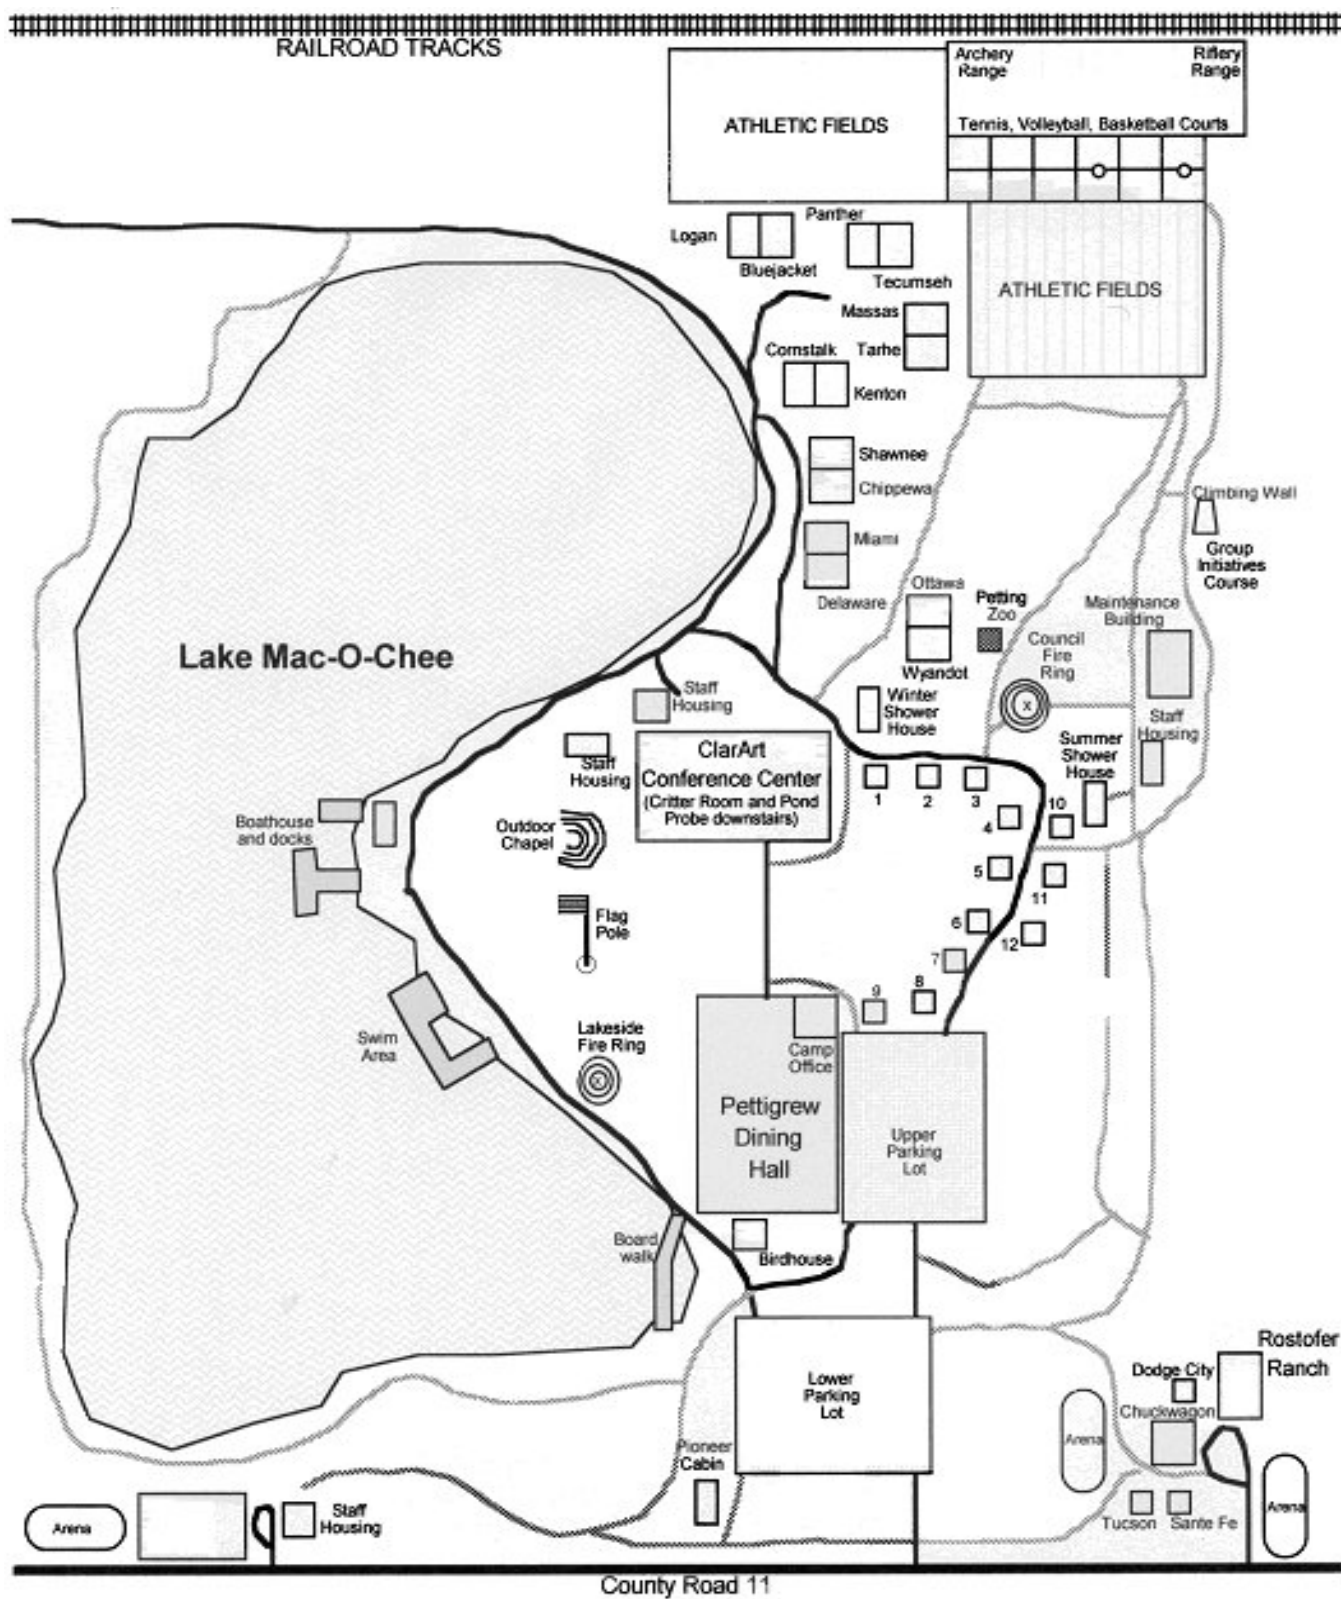 RAILROAD TRACKS
Archery
Range
Riflery
Range
ATHLETIC FIELDS
Tennis, Volleyball, Basketball Courts
Panther
Logan
Bluejacket
Tecumseh
ATHLETIC FIELDS
Massas
Tarhe
Cornstalk
Kenton
Shawnee
Chippewa
Climbing Wall
Miami
Group
Initiatives
Course
Delaware
Ottawa
Petting
Zoo
Maintenance
Building
Council
Fire
Ring
Lake Mac-O-Chee
Wyandot
Staff
Housing
Winter
Shower
House
X
Staff
Housing
Summer
Shower
House
ClarArt
Conference Center
(Critter Room and Pond
Probe downstairs)
Staff
Housing
1
2
3
4
10
Boathouse
and docks
Outdoor
Chapel
5
11
Flag
Pole
6
12
7
8
9
Swim
Area
Lakeside
Fire Ring
X
Camp
Office
Pettigrew
Dining
Hall
Upper
Parking
Lot
Board
walk
Birdhouse
Rostofer
Ranch
Dodge City
Lower
Parking
Lot
Chuckwagon
Arena
Pioneer
Cabin
Arena
Staff
Housing
Tucson
Sante Fe
Arena
County Road 11